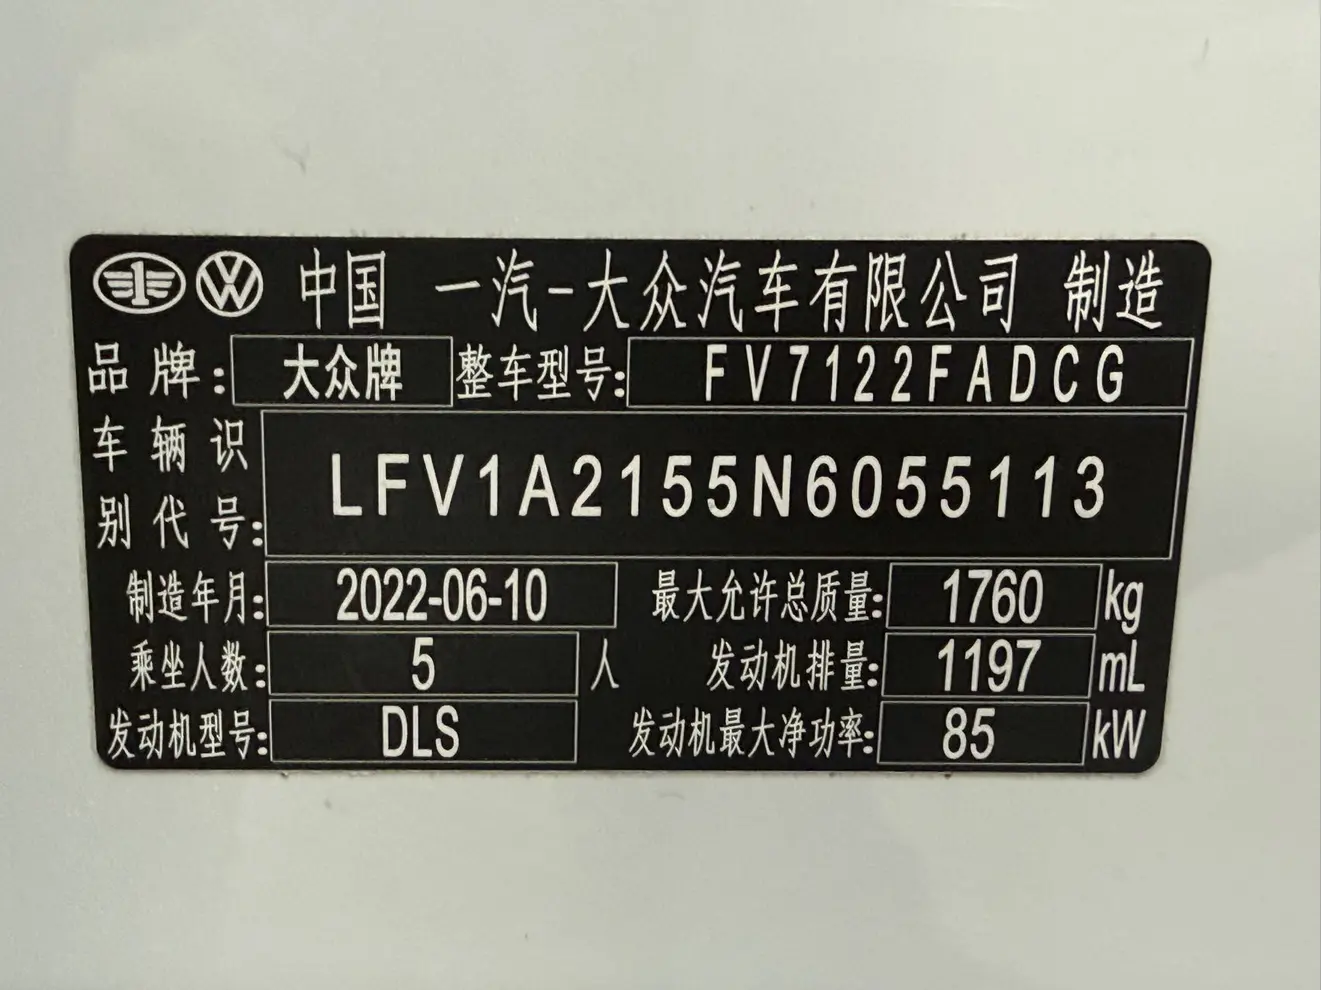 中国 一汽-大众汽车有限公司 制造
品牌: 大众牌 整车型号: FV7122FADCG
车辆识
别代号: LFV1A2155N6055113
制造年月: 2022-06-10 最大允许总质量: 1760 kg
乘坐人数: 5 人 发动机排量: 1197 mL
发动机型号: DLS 发动机最大净功率: 85 kW